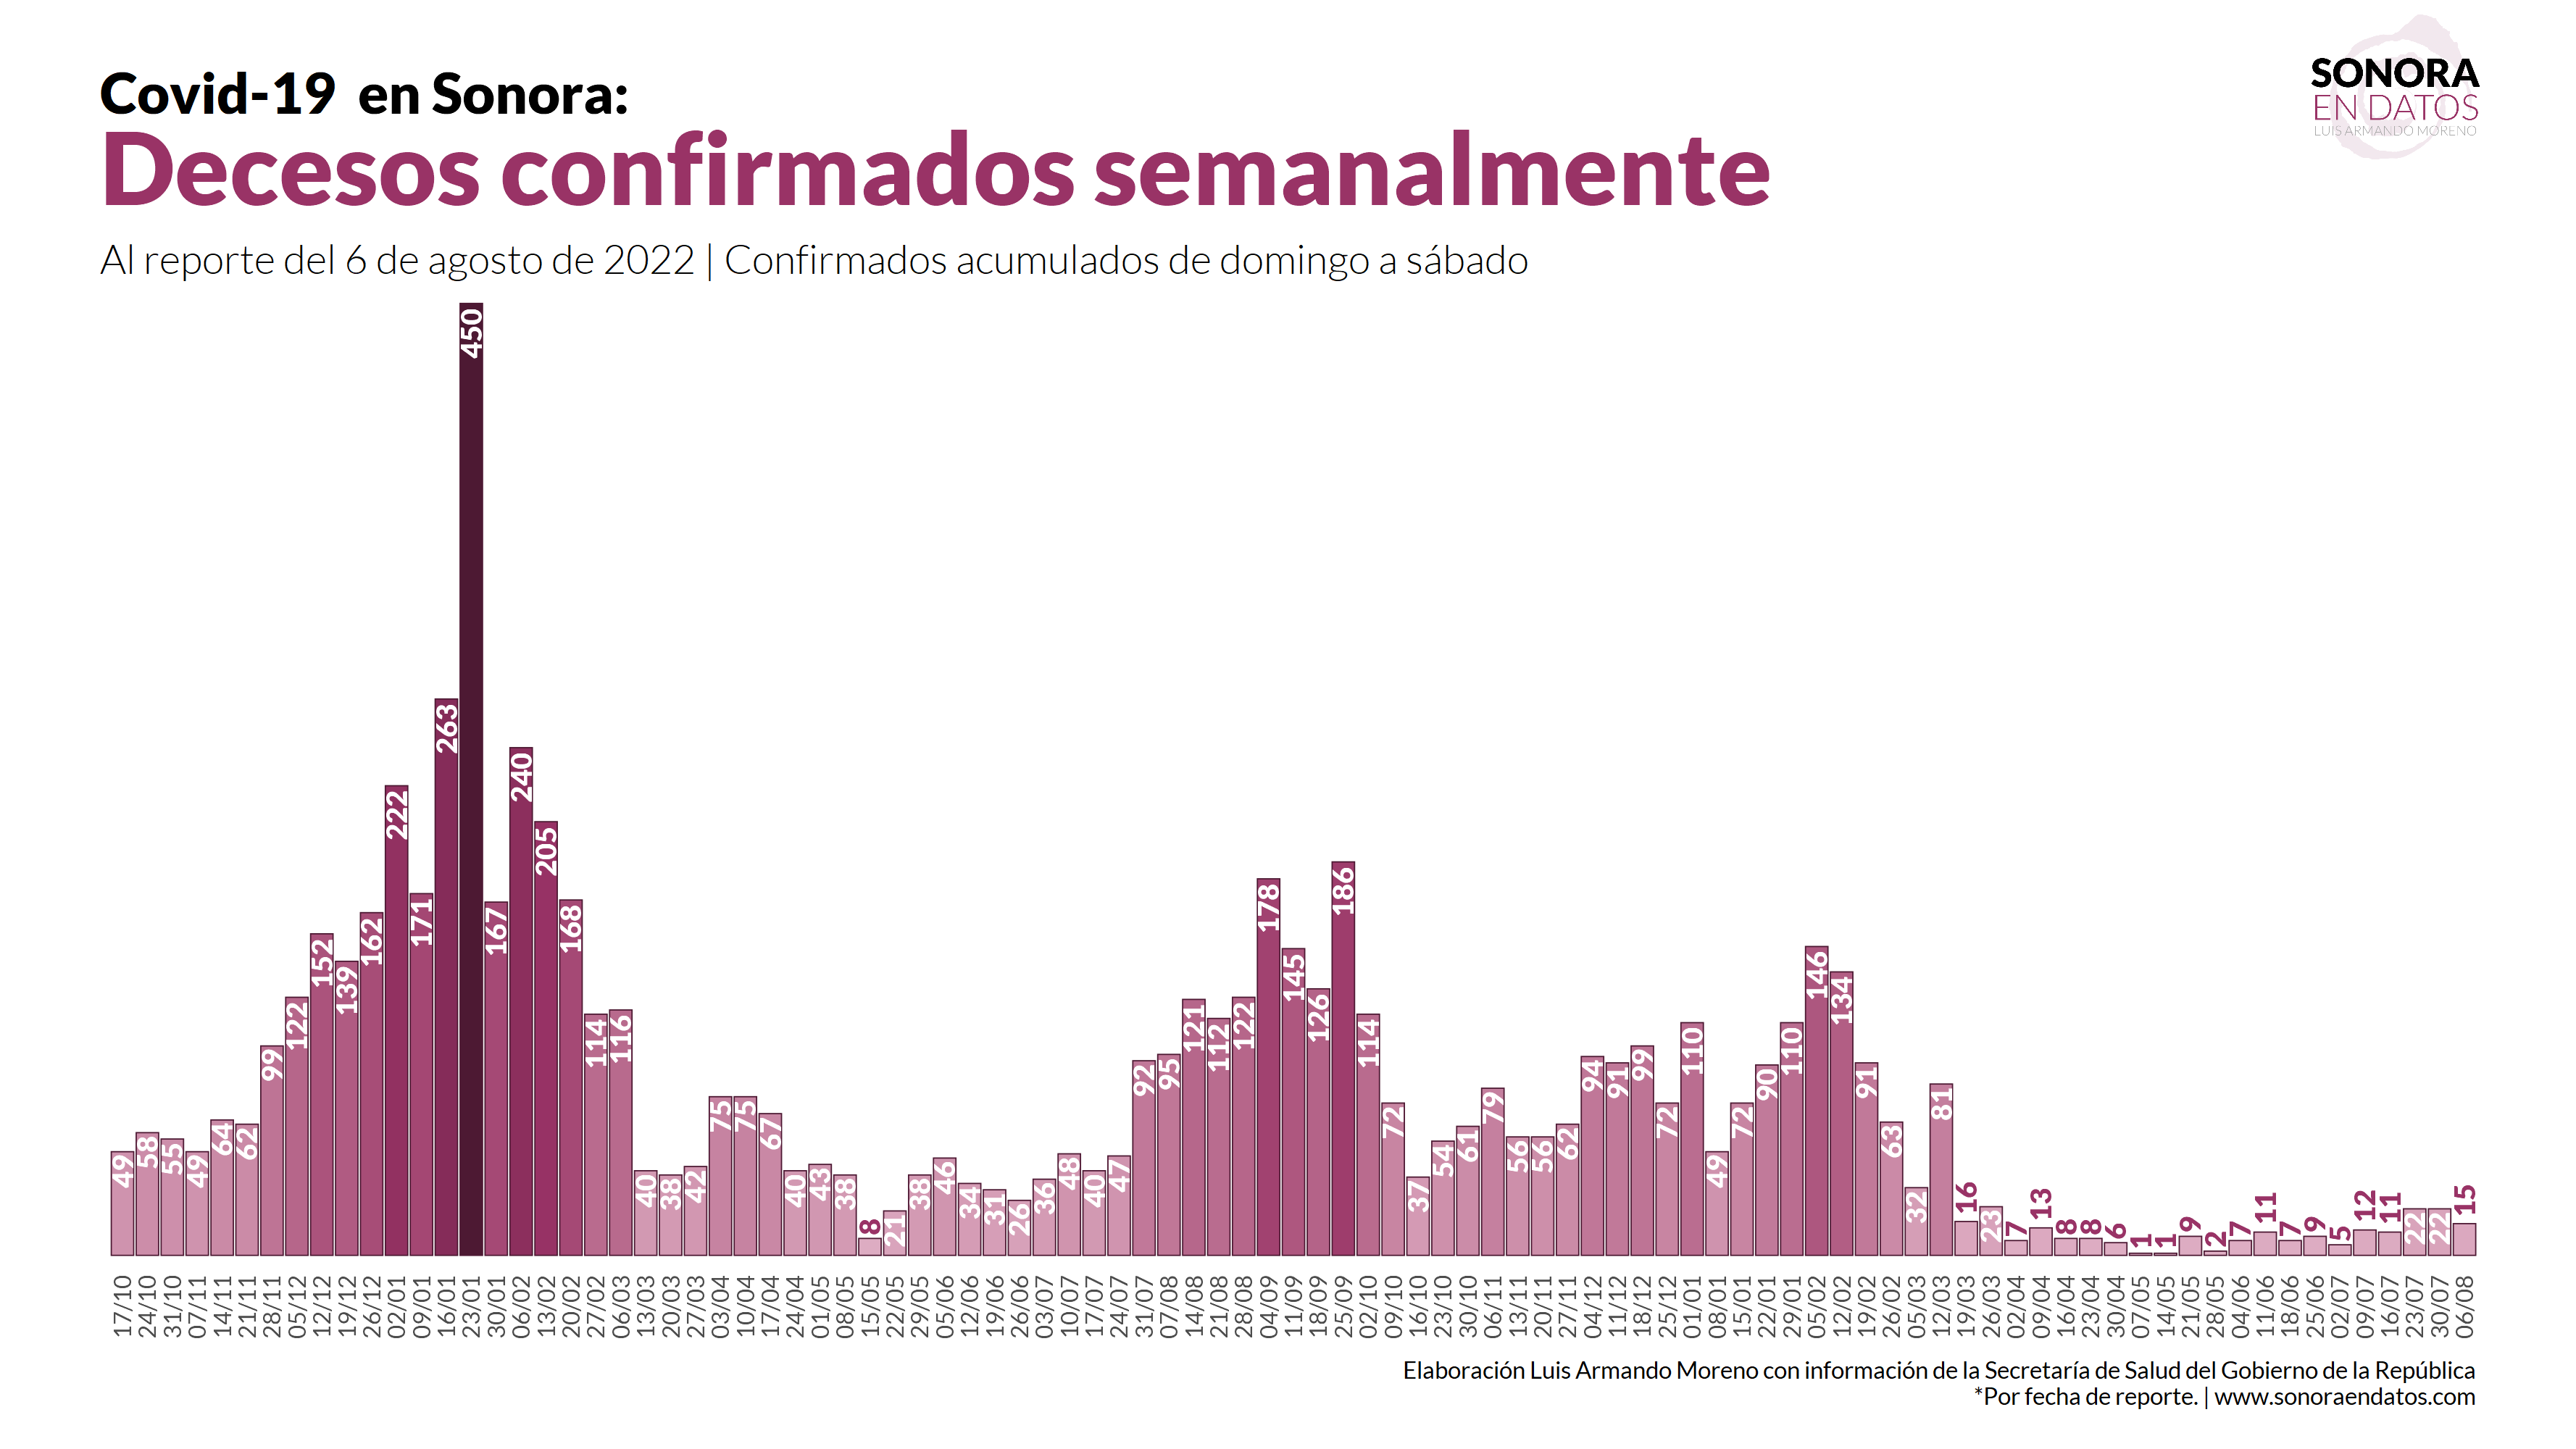 Covid-19 en Sonora:
Decesos confirmados semanalmente
Al reporte del 6 de agosto de 2022 | Confirmados acumulados de domingo a sábado
SONORA
EN DATOS
LUIS ARMANDO MORENO
49 58 55 49 64 62 99 122 152 139 162 222 171 263 450 167 240 205 168 114 116 40 38 42 75 75 67 40 43 38 8 21 38 46 34 31 26 36 48 40 47 92 95 121 112 122 178 145 126 186 114 72 37 54 61 79 56 56 62 94 91 99 72 110 49 72 90 110 146 134 91 63 32 81 16 23 7 13 8 8 6 1 1 9 2 7 11 7 9 5 12 11 22 22 15
17/10 24/10 31/10 07/11 14/11 21/11 28/11 05/12 12/12 19/12 26/12 02/01 09/01 16/01 23/01 30/01 06/02 13/02 20/02 27/02 06/03 13/03 20/03 27/03 03/04 10/04 17/04 24/04 01/05 08/05 15/05 22/05 29/05 05/06 12/06 19/06 26/06 03/07 10/07 17/07 24/07 31/07 07/08 14/08 21/08 28/08 04/09 11/09 18/09 25/09 02/10 09/10 16/10 23/10 30/10 06/11 13/11 20/11 27/11 04/12 11/12 18/12 25/12 01/01 08/01 15/01 22/01 29/01 05/02 12/02 19/02 26/02 05/03 12/03 19/03 26/03 02/04 09/04 16/04 23/04 30/04 07/05 14/05 21/05 28/05 04/06 11/06 18/06 25/06 02/07 09/07 16/07 23/07 30/07 06/08
Elaboración Luis Armando Moreno con información de la Secretaría de Salud del Gobierno de la República
*Por fecha de reporte. | www.sonoraendatos.com